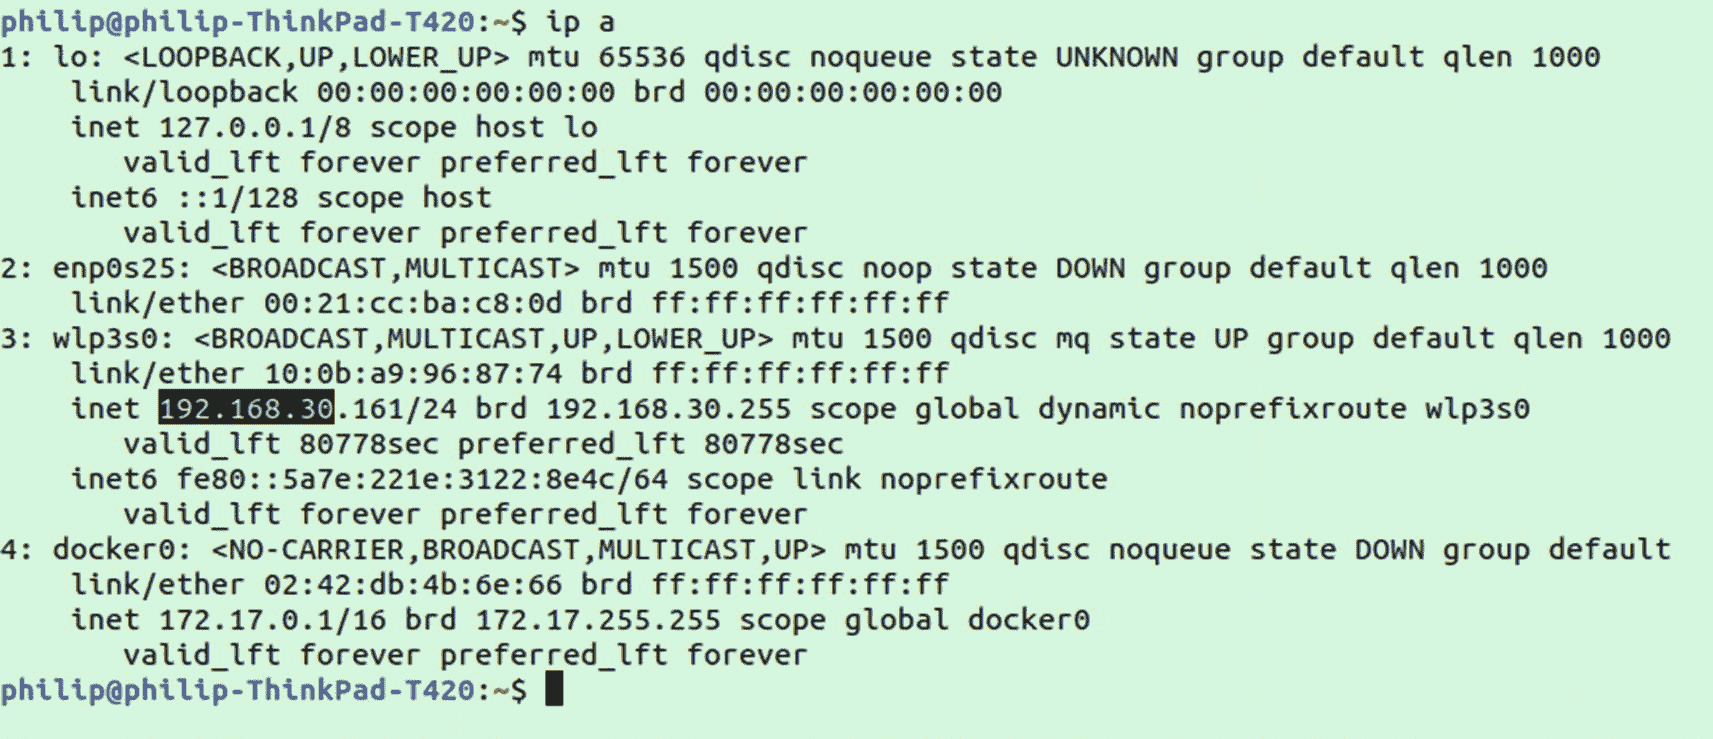 philip@philip-ThinkPad-T420:~$ ip a
1: lo: <LOOPBACK,UP,LOWER_UP> mtu 65536 qdisc noqueue state UNKNOWN group default qlen 1000
link/loopback 00:00:00:00:00:00 brd 00:00:00:00:00:00
inet 127.0.0.1/8 scope host lo
valid_lft forever preferred_lft forever
inet6 ::1/128 scope host
valid_lft forever preferred_lft forever
2: enp0s25: <BROADCAST,MULTICAST> mtu 1500 qdisc noop state DOWN group default qlen 1000
link/ether 00:21:cc:ba:c8:0d brd ff:ff:ff:ff:ff:ff
3: wlp3s0: <BROADCAST,MULTICAST,UP,LOWER_UP> mtu 1500 qdisc mq state UP group default qlen 1000
link/ether 10:0b:a9:96:87:74 brd ff:ff:ff:ff:ff:ff
inet 192.168.30.161/24 brd 192.168.30.255 scope global dynamic noprefixroute wlp3s0
valid_lft 80778sec preferred_lft 80778sec
inet6 fe80::5a7e:221e:3122:8e4c/64 scope link noprefixroute
valid_lft forever preferred_lft forever
4: docker0: <NO-CARRIER,BROADCAST,MULTICAST,UP> mtu 1500 qdisc noqueue state DOWN group default
link/ether 02:42:db:4b:6e:66 brd ff:ff:ff:ff:ff:ff
inet 172.17.0.1/16 brd 172.17.255.255 scope global docker0
valid_lft forever preferred_lft forever
philip@philip-ThinkPad-T420:~$